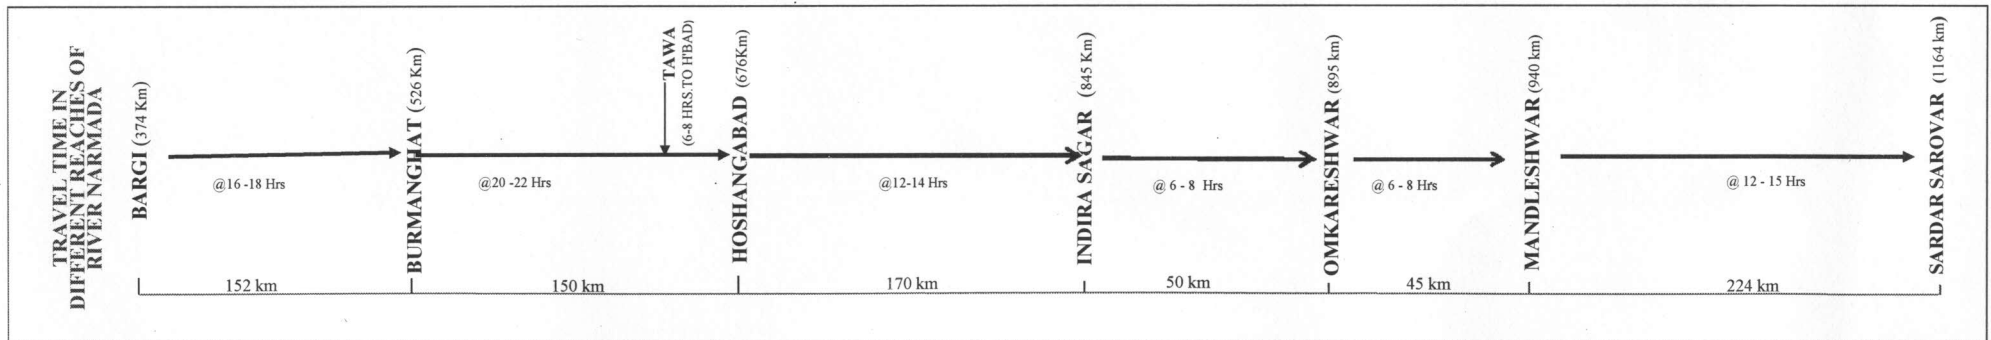 TRAVEL TIME IN
DIFFERENT REACHES OF
RIVER NARMADA
BARGI (374 Km)
@16 -18 Hrs
BURMANGHAT (526 Km)
@20 -22 Hrs
TAWA
(6-8 HRS.TO H'BAD)
HOSHANGABAD (676Km)
@12-14 Hrs
INDIRA SAGAR (845 Km)
@ 6 - 8 Hrs
OMKARESHWAR (895 km)
@ 6 - 8 Hrs
MANDLESHWAR (940 km)
@ 12 - 15 Hrs
SARDAR SAROVAR (1164 km)
152 km
150 km
170 km
50 km
45 km
224 km